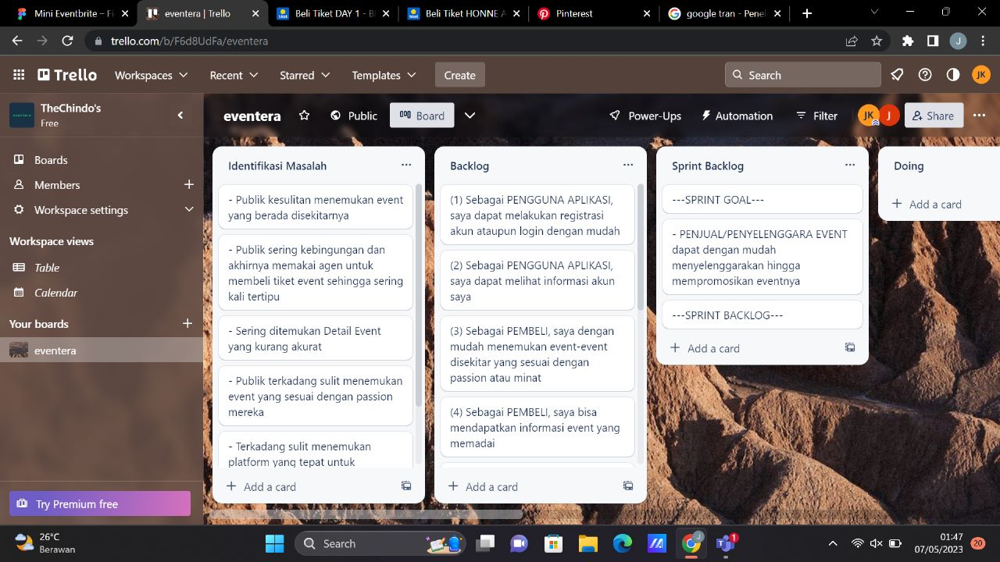 Mini Eventbrite – Fi
eventera | Trello
Beli Tiket DAY 1 - B
Beli Tiket HONNE A
Pinterest
google tran - Penel
trello.com/b/F6d8UdFa/eventera
J
Trello
Workspaces
Recent
Starred
Templates
Create
Search
JK
TheChindo's
Free
eventera
Public
Board
Power-Ups
Automation
Filter
JK
J
Share
Boards
Members
Workspace settings
Workspace views
Table
Calendar
Your boards
eventera
Try Premium free
Identifikasi Masalah
- Publik kesulitan menemukan event
yang berada disekitarnya
- Publik sering kebingungan dan
akhirnya memakai agen untuk
membeli tiket event sehingga sering
kali tertipu
- Sering ditemukan Detail Event
yang kurang akurat
- Publik terkadang sulit menemukan
event yang sesuai dengan passion
mereka
- Terkadang sulit menemukan
platform yang tepat untuk
Add a card
Backlog
(1) Sebagai PENGGUNA APLIKASI,
saya dapat melakukan registrasi
akun ataupun login dengan mudah
(2) Sebagai PENGGUNA APLIKASI,
saya dapat melihat informasi akun
saya
(3) Sebagai PEMBELI, saya dengan
mudah menemukan event-event
disekitar yang sesuai dengan
passion atau minat
(4) Sebagai PEMBELI, saya bisa
mendapatkan informasi event yang
memadai
Add a card
Sprint Backlog
---SPRINT GOAL---
- PENJUAL/PENYELENGGARA EVENT
dapat dengan mudah
menyelenggarakan hingga
mempromosikan eventnya
---SPRINT BACKLOG---
Add a card
Doing
Add a card
26°C
Berawan
Search
1
01:47
07/05/2023
20